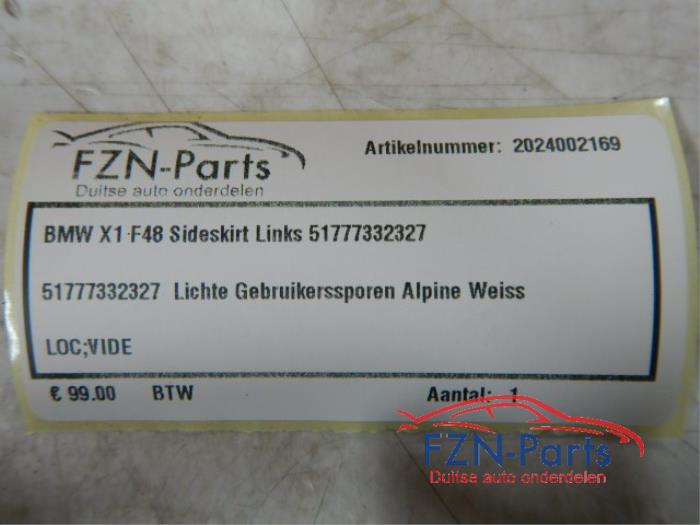 FZN-Parts
Duitse auto onderdelen
Artikelnummer: 2024002169
BMW X1 F48 Sideskirt Links 51777332327
51777332327 Lichte Gebruikerssporen Alpine Weiss
LOC;VIDE
€ 99.00 BTW Aantal: 1
FZN-Parts
Duitse auto onderdelen